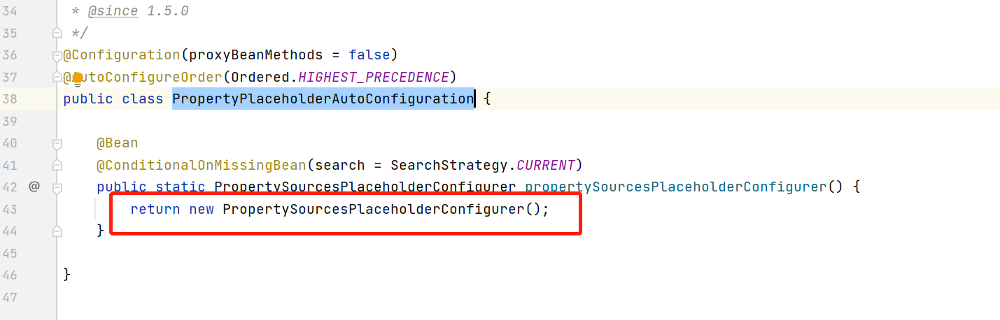 34 * @since 1.5.0
35 */
36 @Configuration(proxyBeanMethods = false)
37 @AutoConfigureOrder(Ordered.HIGHEST_PRECEDENCE)
38 public class PropertyPlaceholderAutoConfiguration {
39
40 @Bean
41 @ConditionalOnMissingBean(search = SearchStrategy.CURRENT)
42 @ public static PropertySourcesPlaceholderConfigurer propertySourcesPlaceholderConfigurer() {
43 return new PropertySourcesPlaceholderConfigurer();
44 }
45
46 }
47